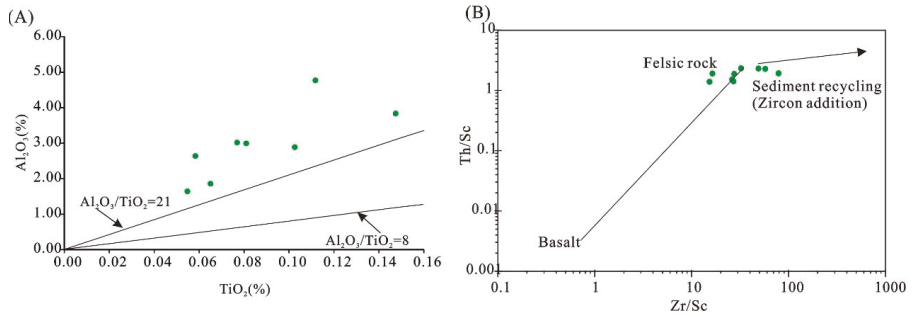 (A)
6.00
5.00
4.00
3.00
2.00
1.00
0.00
Al₂O₃(%)
Al₂O₃/TiO₂=21
Al₂O₃/TiO₂=8
0.00 0.02 0.04 0.06 0.08 0.10 0.12 0.14 0.16
TiO₂(%)
(B)
10
1
0.1
0.01
0.00
Th/Sc
Felsic rock
Sediment recycling
(Zircon addition)
Basalt
0.1 1 10 100 1000
Zr/Sc